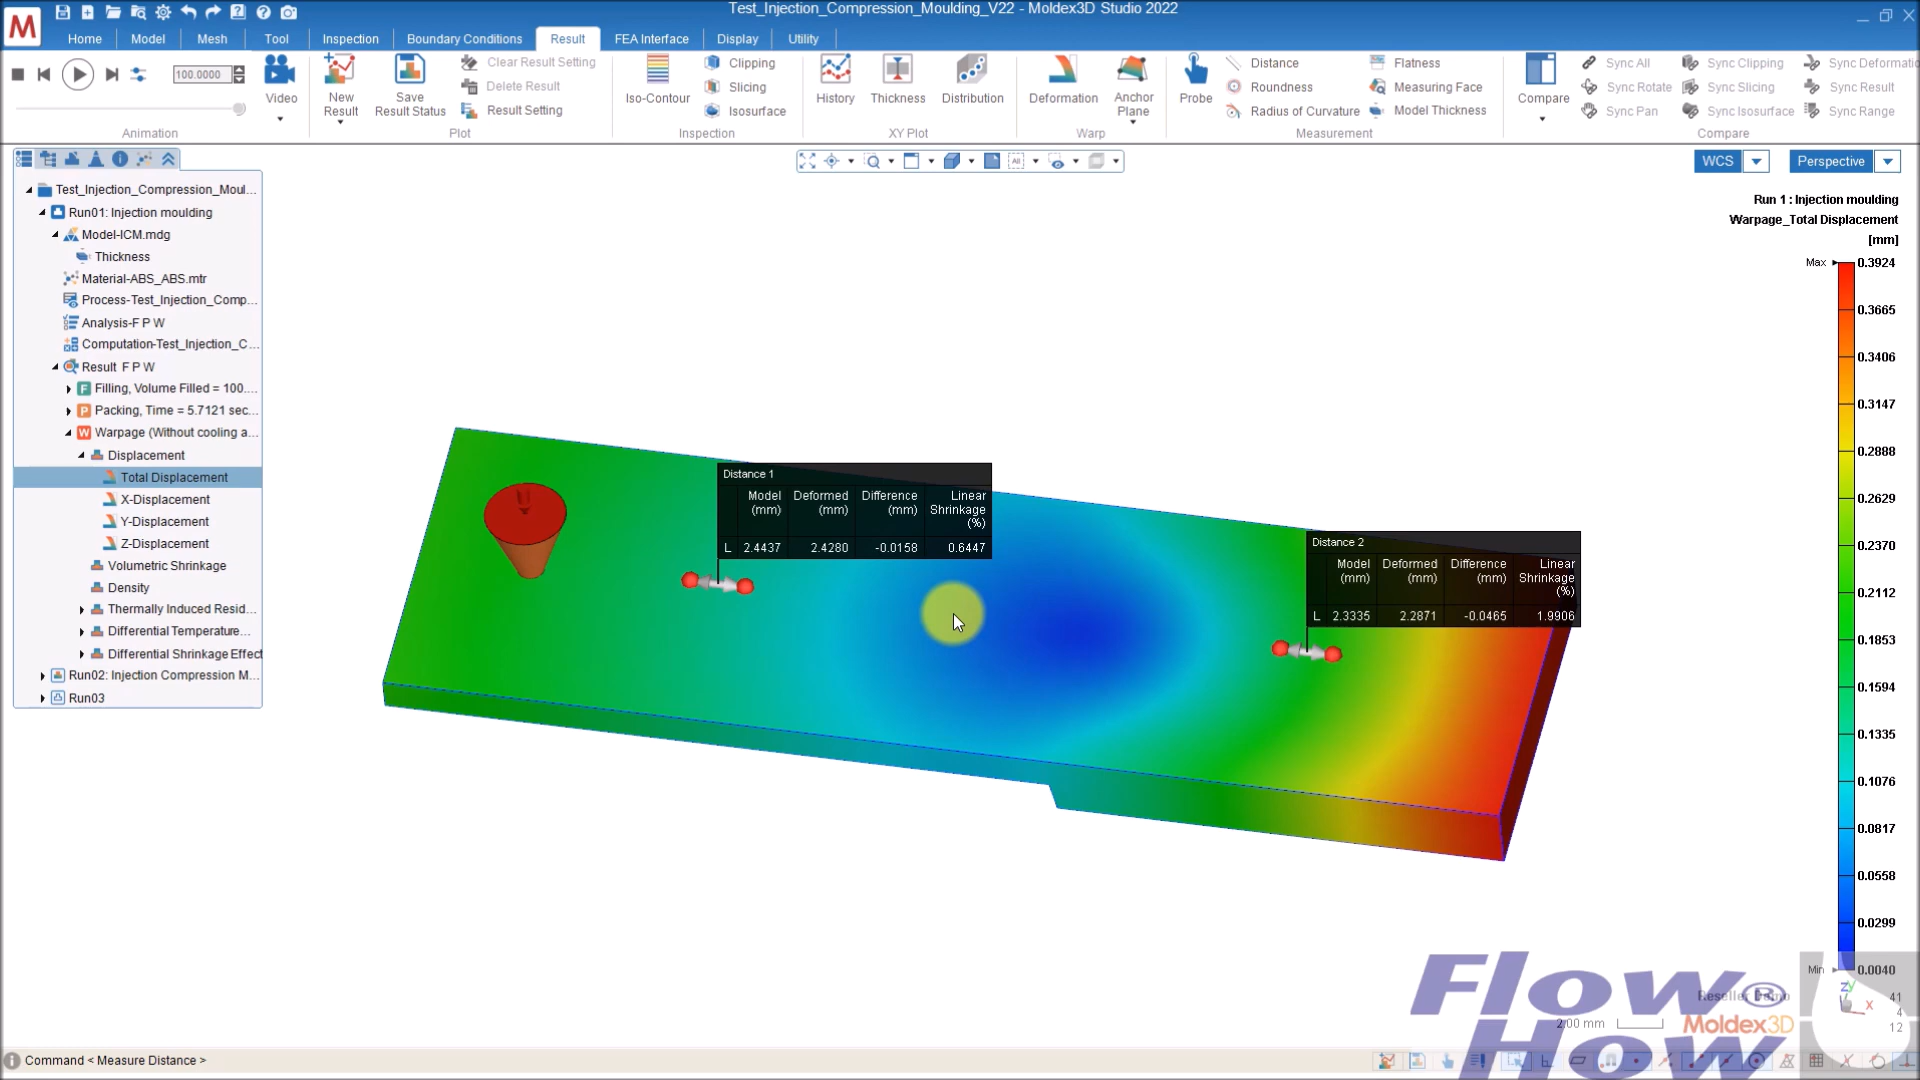 Test_Injection_Compression_Moulding_V22 - Moldex3D Studio 2022
Home Model Mesh Tool Inspection Boundary Conditions Result FEA Interface Display Utility
100.0000
Video
New Result
Save Result Status
Clear Result Setting
Delete Result
Result Setting
Iso-Contour
Clipping
Slicing
Isosurface
History
Thickness
Distribution
Deformation
Anchor Plane
Probe
Distance
Roundness
Radius of Curvature
Flatness
Measuring Face
Model Thickness
Compare
Sync All
Sync Rotate
Sync Pan
Sync Clipping
Sync Slicing
Sync Isosurface
Sync Deformatio
Sync Result
Sync Range
Animation Plot Inspection XY Plot Warp Measurement Compare
WCS Perspective
Test_Injection_Compression_Moul...
Run01: Injection moulding
Model-ICM.mdg
Thickness
Material-ABS_ABS.mtr
Process-Test_Injection_Comp...
Analysis-F P W
Computation-Test_Injection_C...
Result F P W
F Filling, Volume Filled = 100....
P Packing, Time = 5.7121 sec...
W Warpage (Without cooling a...
Displacement
Total Displacement
X-Displacement
Y-Displacement
Z-Displacement
Volumetric Shrinkage
Density
Thermally Induced Resid...
Differential Temperature...
Differential Shrinkage Effect
Run02: Injection Compression M...
Run03
Run 1 : Injection moulding
Warpage_Total Displacement
[mm]
Max 0.3924
0.3665
0.3406
0.3147
0.2888
0.2629
0.2370
0.2112
0.1853
0.1594
0.1335
0.1076
0.0817
0.0558
0.0299
Min 0.0040
Distance 1
Model (mm) Deformed (mm) Difference (mm) Linear Shrinkage (%)
L 2.4437 2.4280 -0.0158 0.6447
Distance 2
Model (mm) Deformed (mm) Difference (mm) Linear Shrinkage (%)
L 2.3335 2.2871 -0.0465 1.9906
Flow®
How
Reseller Demo
2.00 mm
Moldex3D
Z Y X
41
4
12
Command < Measure Distance >